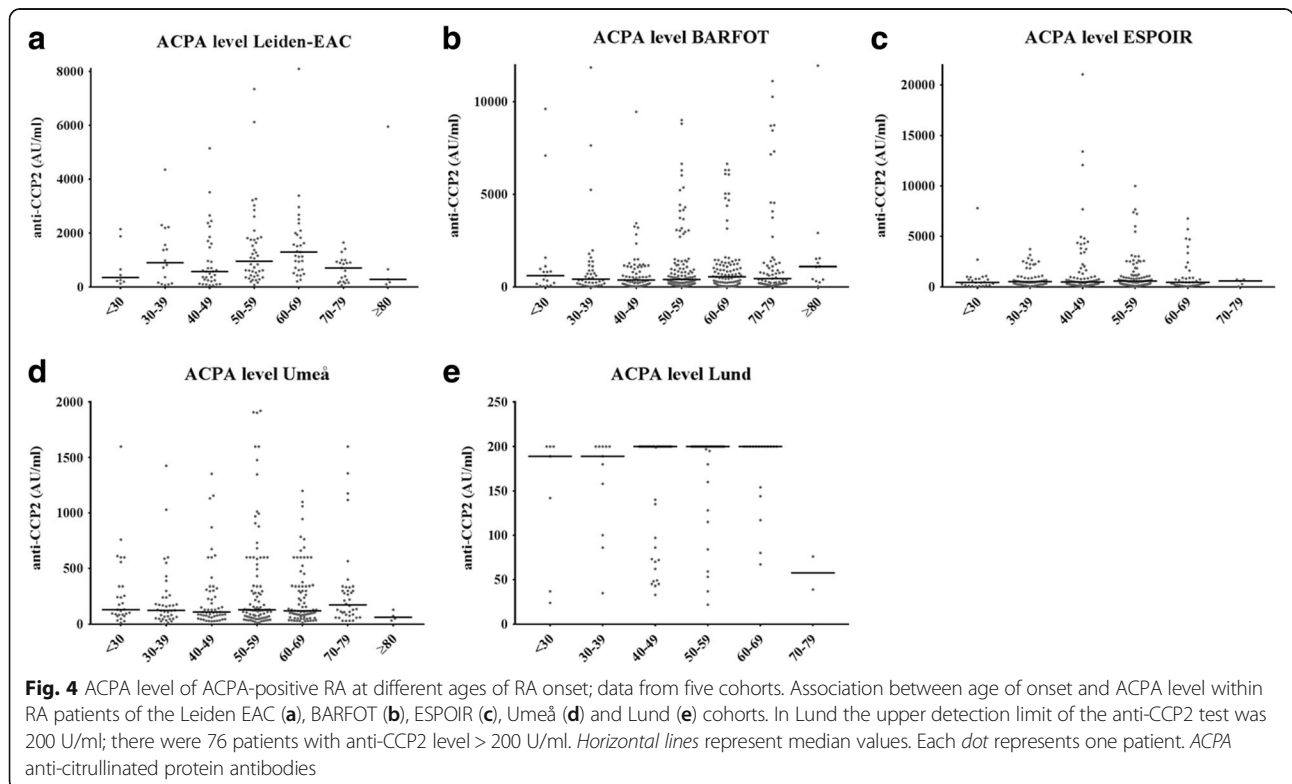 a
ACPA level Leiden-EAC
anti-CCP2 (AU/ml)
8000
6000
4000
2000
0
<30 30-39 40-49 50-59 60-69 70-79 ≥80
b
ACPA level BARFOT
anti-CCP2 (AU/ml)
10000
5000
0
<30 30-39 40-49 50-59 60-69 70-79 ≥80
c
ACPA level ESPOIR
anti-CCP2 (AU/ml)
20000
15000
10000
5000
0
<30 30-39 40-49 50-59 60-69 70-79
d
ACPA level Umeå
anti-CCP2 (AU/ml)
2000
1500
1000
500
0
<30 30-39 40-49 50-59 60-69 70-79 ≥80
e
ACPA level Lund
anti-CCP2 (AU/ml)
250
200
150
100
50
0
<30 30-39 40-49 50-59 60-69 70-79
Fig. 4 ACPA level of ACPA-positive RA at different ages of RA onset; data from five cohorts. Association between age of onset and ACPA level within
RA patients of the Leiden EAC (a), BARFOT (b), ESPOIR (c), Umeå (d) and Lund (e) cohorts. In Lund the upper detection limit of the anti-CCP2 test was
200 U/ml; there were 76 patients with anti-CCP2 level > 200 U/ml. Horizontal lines represent median values. Each dot represents one patient. ACPA
anti-citrullinated protein antibodies